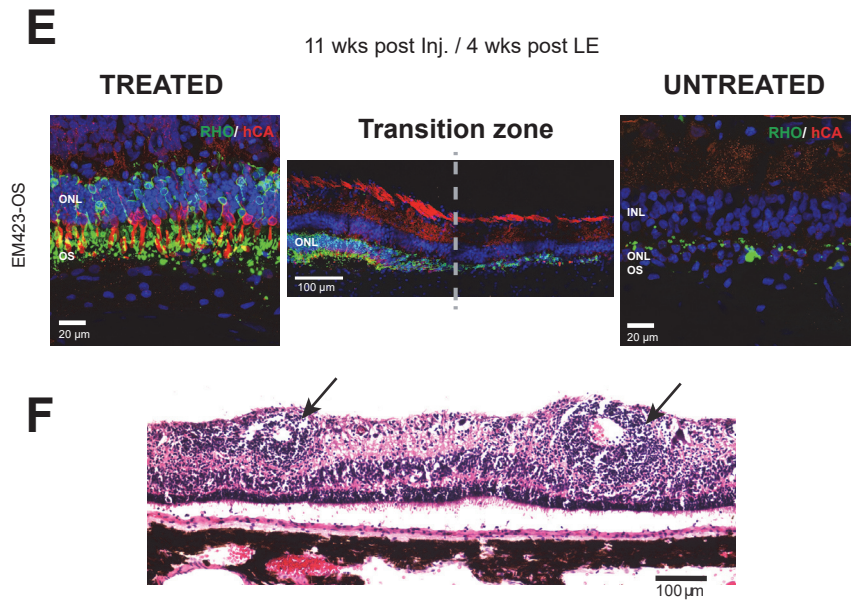 E
11 wks post Inj. / 4 wks post LE
TREATED
UNTREATED
Transition zone
EM423-OS
RHO/ hCA
ONL
OS
20 µm
ONL
100 µm
RHO/ hCA
INL
ONL
OS
20 µm
F
100 µm